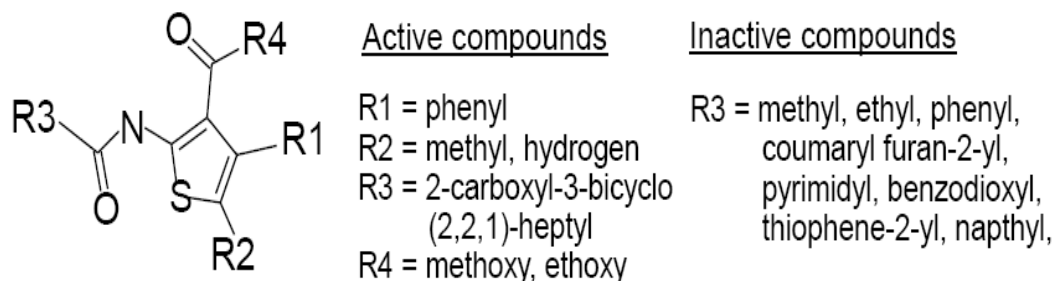 O
R4
R3
N
R1
S
O
R2
Active compounds
R1 = phenyl
R2 = methyl, hydrogen
R3 = 2-carboxyl-3-bicyclo
(2,2,1)-heptyl
R4 = methoxy, ethoxy
Inactive compounds
R3 = methyl, ethyl, phenyl,
coumaryl furan-2-yl,
pyrimidyl, benzodioxyl,
thiophene-2-yl, napthyl,